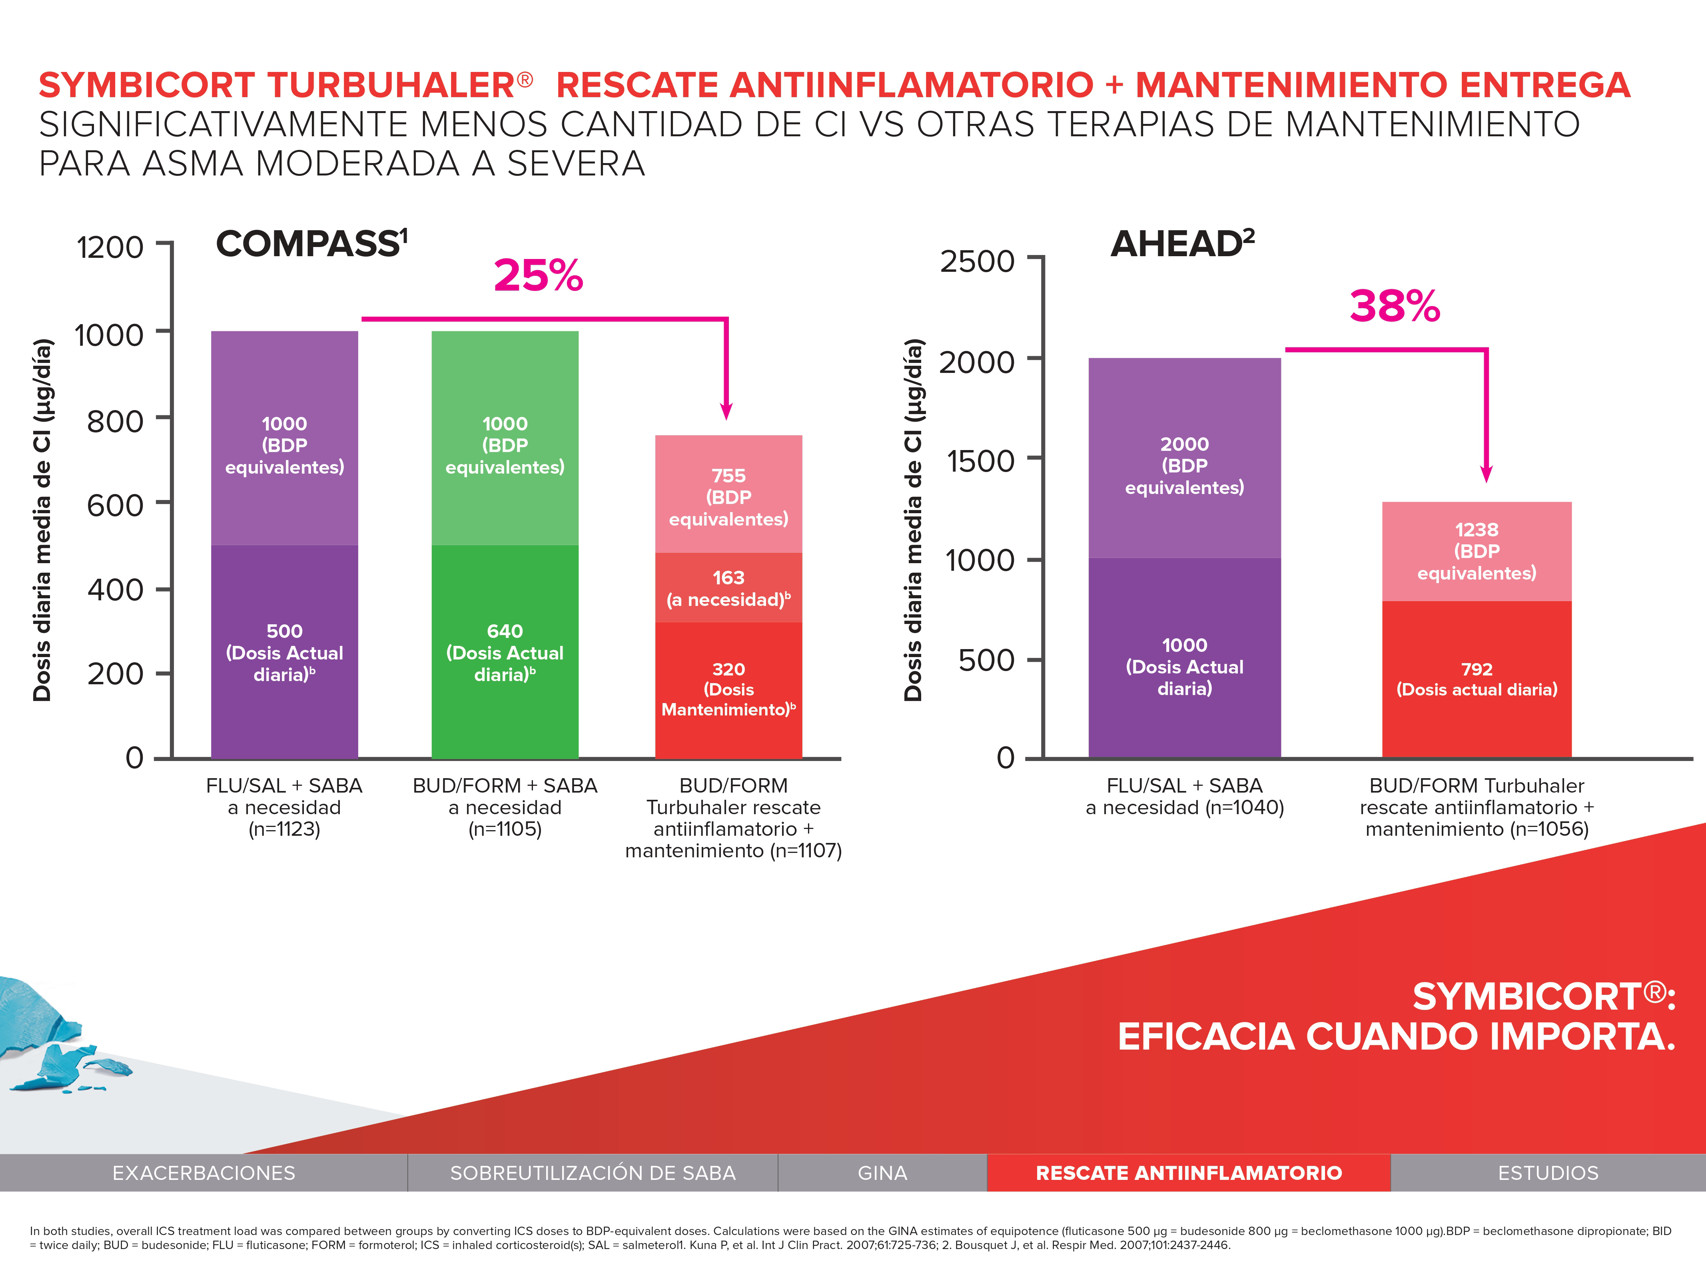 SYMBICORT TURBUHALER® RESCATE ANTIINFLAMATORIO + MANTENIMIENTO ENTREGA
SIGNIFICATIVAMENTE MENOS CANTIDAD DE CI VS OTRAS TERAPIAS DE MANTENIMIENTO
PARA ASMA MODERADA A SEVERA
COMPASS¹
25%
Dosis diaria media de CI (µg/día)
1200
1000
800
600
400
200
0
1000
(BDP
equivalentes)
500
(Dosis Actual
diaria)ᵇ
1000
(BDP
equivalentes)
640
(Dosis Actual
diaria)ᵇ
755
(BDP
equivalentes)
163
(a necesidad)ᵇ
320
(Dosis
Mantenimiento)ᵇ
FLU/SAL + SABA
a necesidad
(n=1123)
BUD/FORM + SABA
a necesidad
(n=1105)
BUD/FORM
Turbuhaler rescate
antiinflamatorio +
mantenimiento (n=1107)
AHEAD²
38%
Dosis diaria media de CI (µg/día)
2500
2000
1500
1000
500
0
2000
(BDP
equivalentes)
1000
(Dosis Actual
diaria)
1238
(BDP
equivalentes)
792
(Dosis actual diaria)
FLU/SAL + SABA
a necesidad (n=1040)
BUD/FORM Turbuhaler
rescate antiinflamatorio +
mantenimiento (n=1056)
SYMBICORT®:
EFICACIA CUANDO IMPORTA.
EXACERBACIONES
SOBREUTILIZACIÓN DE SABA
GINA
RESCATE ANTIINFLAMATORIO
ESTUDIOS
In both studies, overall ICS treatment load was compared between groups by converting ICS doses to BDP-equivalent doses. Calculations were based on the GINA estimates of equipotence (fluticasone 500 µg = budesonide 800 µg = beclomethasone 1000 µg).BDP = beclomethasone dipropionate; BID
= twice daily; BUD = budesonide; FLU = fluticasone; FORM = formoterol; ICS = inhaled corticosteroid(s); SAL = salmeterol1. Kuna P, et al. Int J Clin Pract. 2007;61:725-736; 2. Bousquet J, et al. Respir Med. 2007;101:2437-2446.